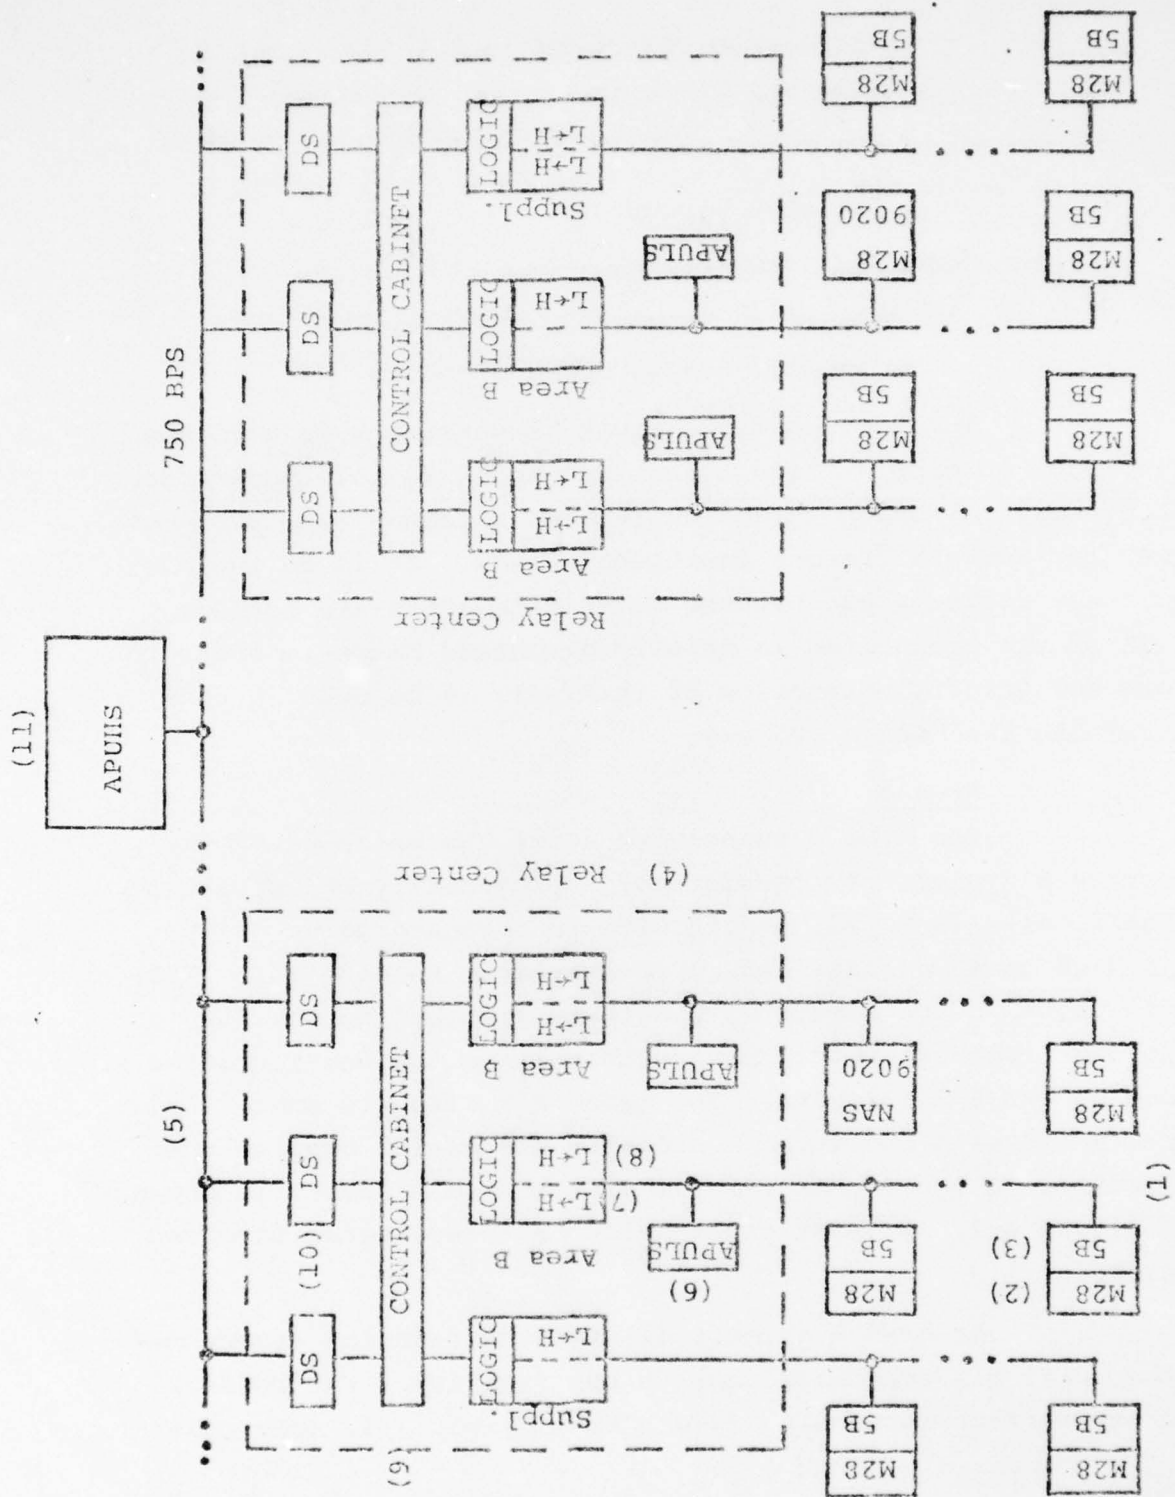 (11)
APUHS
(5)
750 BPS
DS
DS
(10)
DS
DS
DS
DS
(9)
CONTROL CABINET
CONTROL CABINET
(4) Relay Center
Relay Center
Suppl.
LOGIC
L←H
Area B
LOGIC
L→H
L←H
(7)
(8)
Area B
LOGIC
L→H
L←H
Area B
LOGIC
L→H
L←H
Area B
LOGIC
L←H
Suppl.
LOGIC
L→H
L←H
(6)
APULS
APULS
APULS
APULS
M28 5B
M28 5B
NAS 9020
M28 5B
M28 9020
M28 5B
M28 5B
(2) (3)
M28 5B
M28 5B
M28 5B
M28 5B
M28 5B
(1)